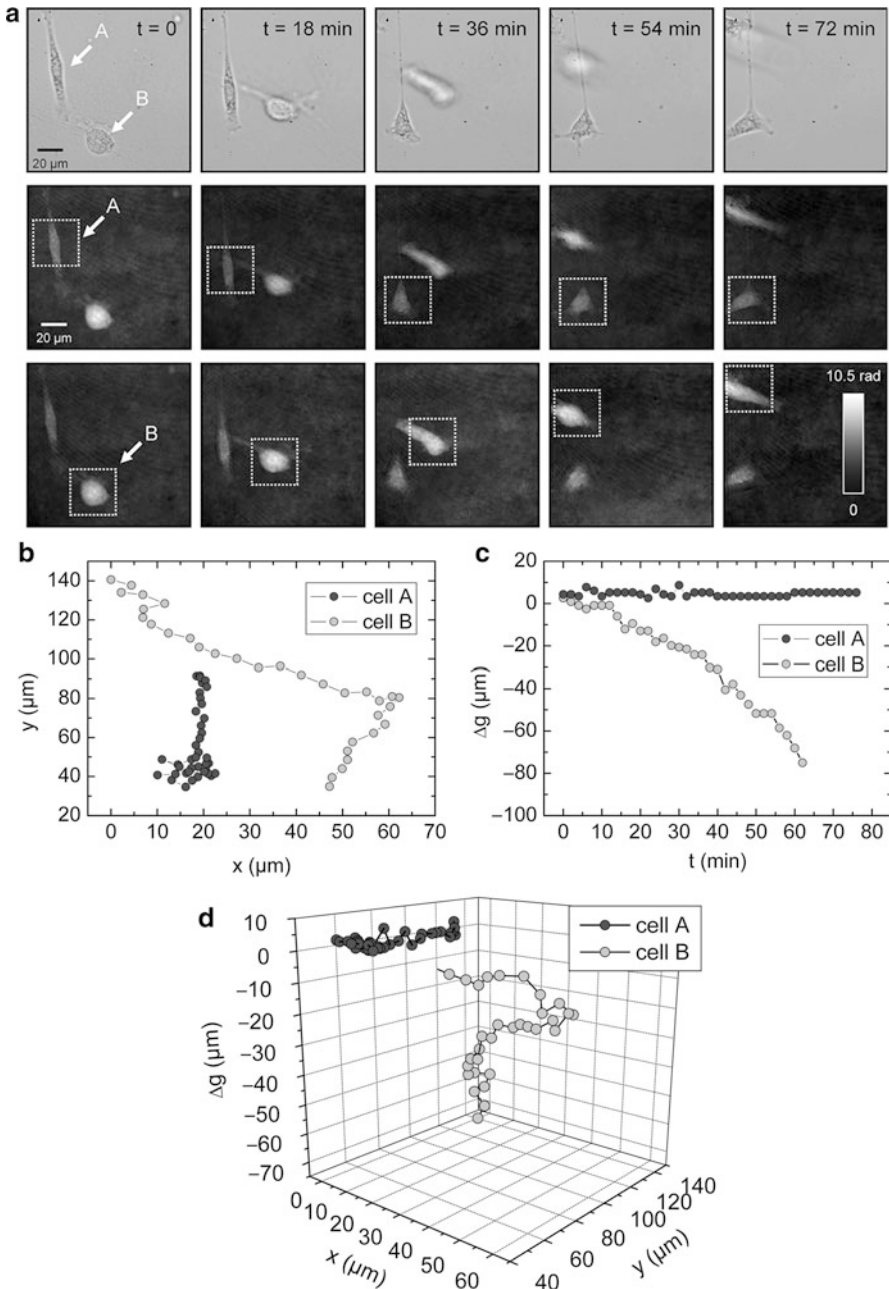 a
t = 0
t = 18 min
t = 36 min
t = 54 min
t = 72 min
A
B
20 µm
A
20 µm
B
10.5 rad
0
b
c
140
120
100
80
60
40
20
y (µm)
0 10 20 30 40 50 60 70
x (µm)
cell A
cell B
20
0
−20
−40
−60
−80
−100
Δg (µm)
0 10 20 30 40 50 60 70 80
t (min)
cell A
cell B
d
10
0
−10
−20
−30
−40
−50
−60
−70
Δg (µm)
0 10 20 30 40 50 60
x (µm)
40 60 80 100 120 140
y (µm)
cell A
cell B